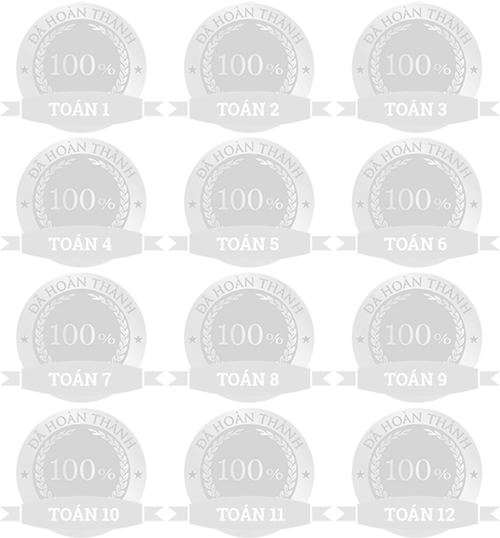 ĐÃ HOÀN THÀNH
100%
TOÁN 1
ĐÃ HOÀN THÀNH
100%
TOÁN 2
ĐÃ HOÀN THÀNH
100%
TOÁN 3
ĐÃ HOÀN THÀNH
100%
TOÁN 4
ĐÃ HOÀN THÀNH
100%
TOÁN 5
ĐÃ HOÀN THÀNH
100%
TOÁN 6
ĐÃ HOÀN THÀNH
100%
TOÁN 7
ĐÃ HOÀN THÀNH
100%
TOÁN 8
ĐÃ HOÀN THÀNH
100%
TOÁN 9
ĐÃ HOÀN THÀNH
100%
TOÁN 10
ĐÃ HOÀN THÀNH
100%
TOÁN 11
ĐÃ HOÀN THÀNH
100%
TOÁN 12